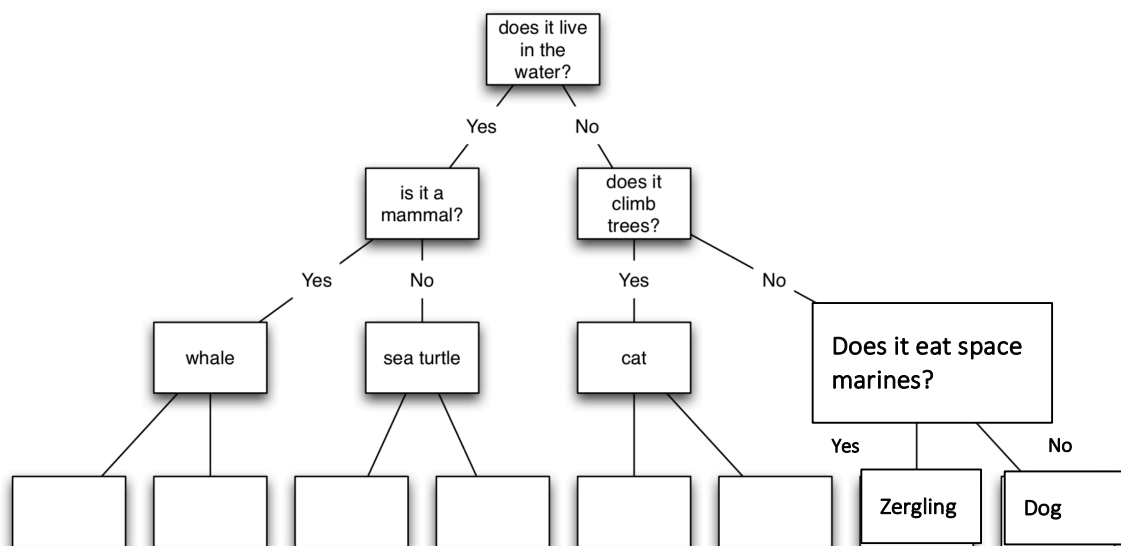 does it live
in the
water?
Yes
No
is it a
mammal?
does it
climb
trees?
Yes
No
Yes
No
whale
sea turtle
cat
Does it eat space
marines?
Yes
No
Zergling
Dog